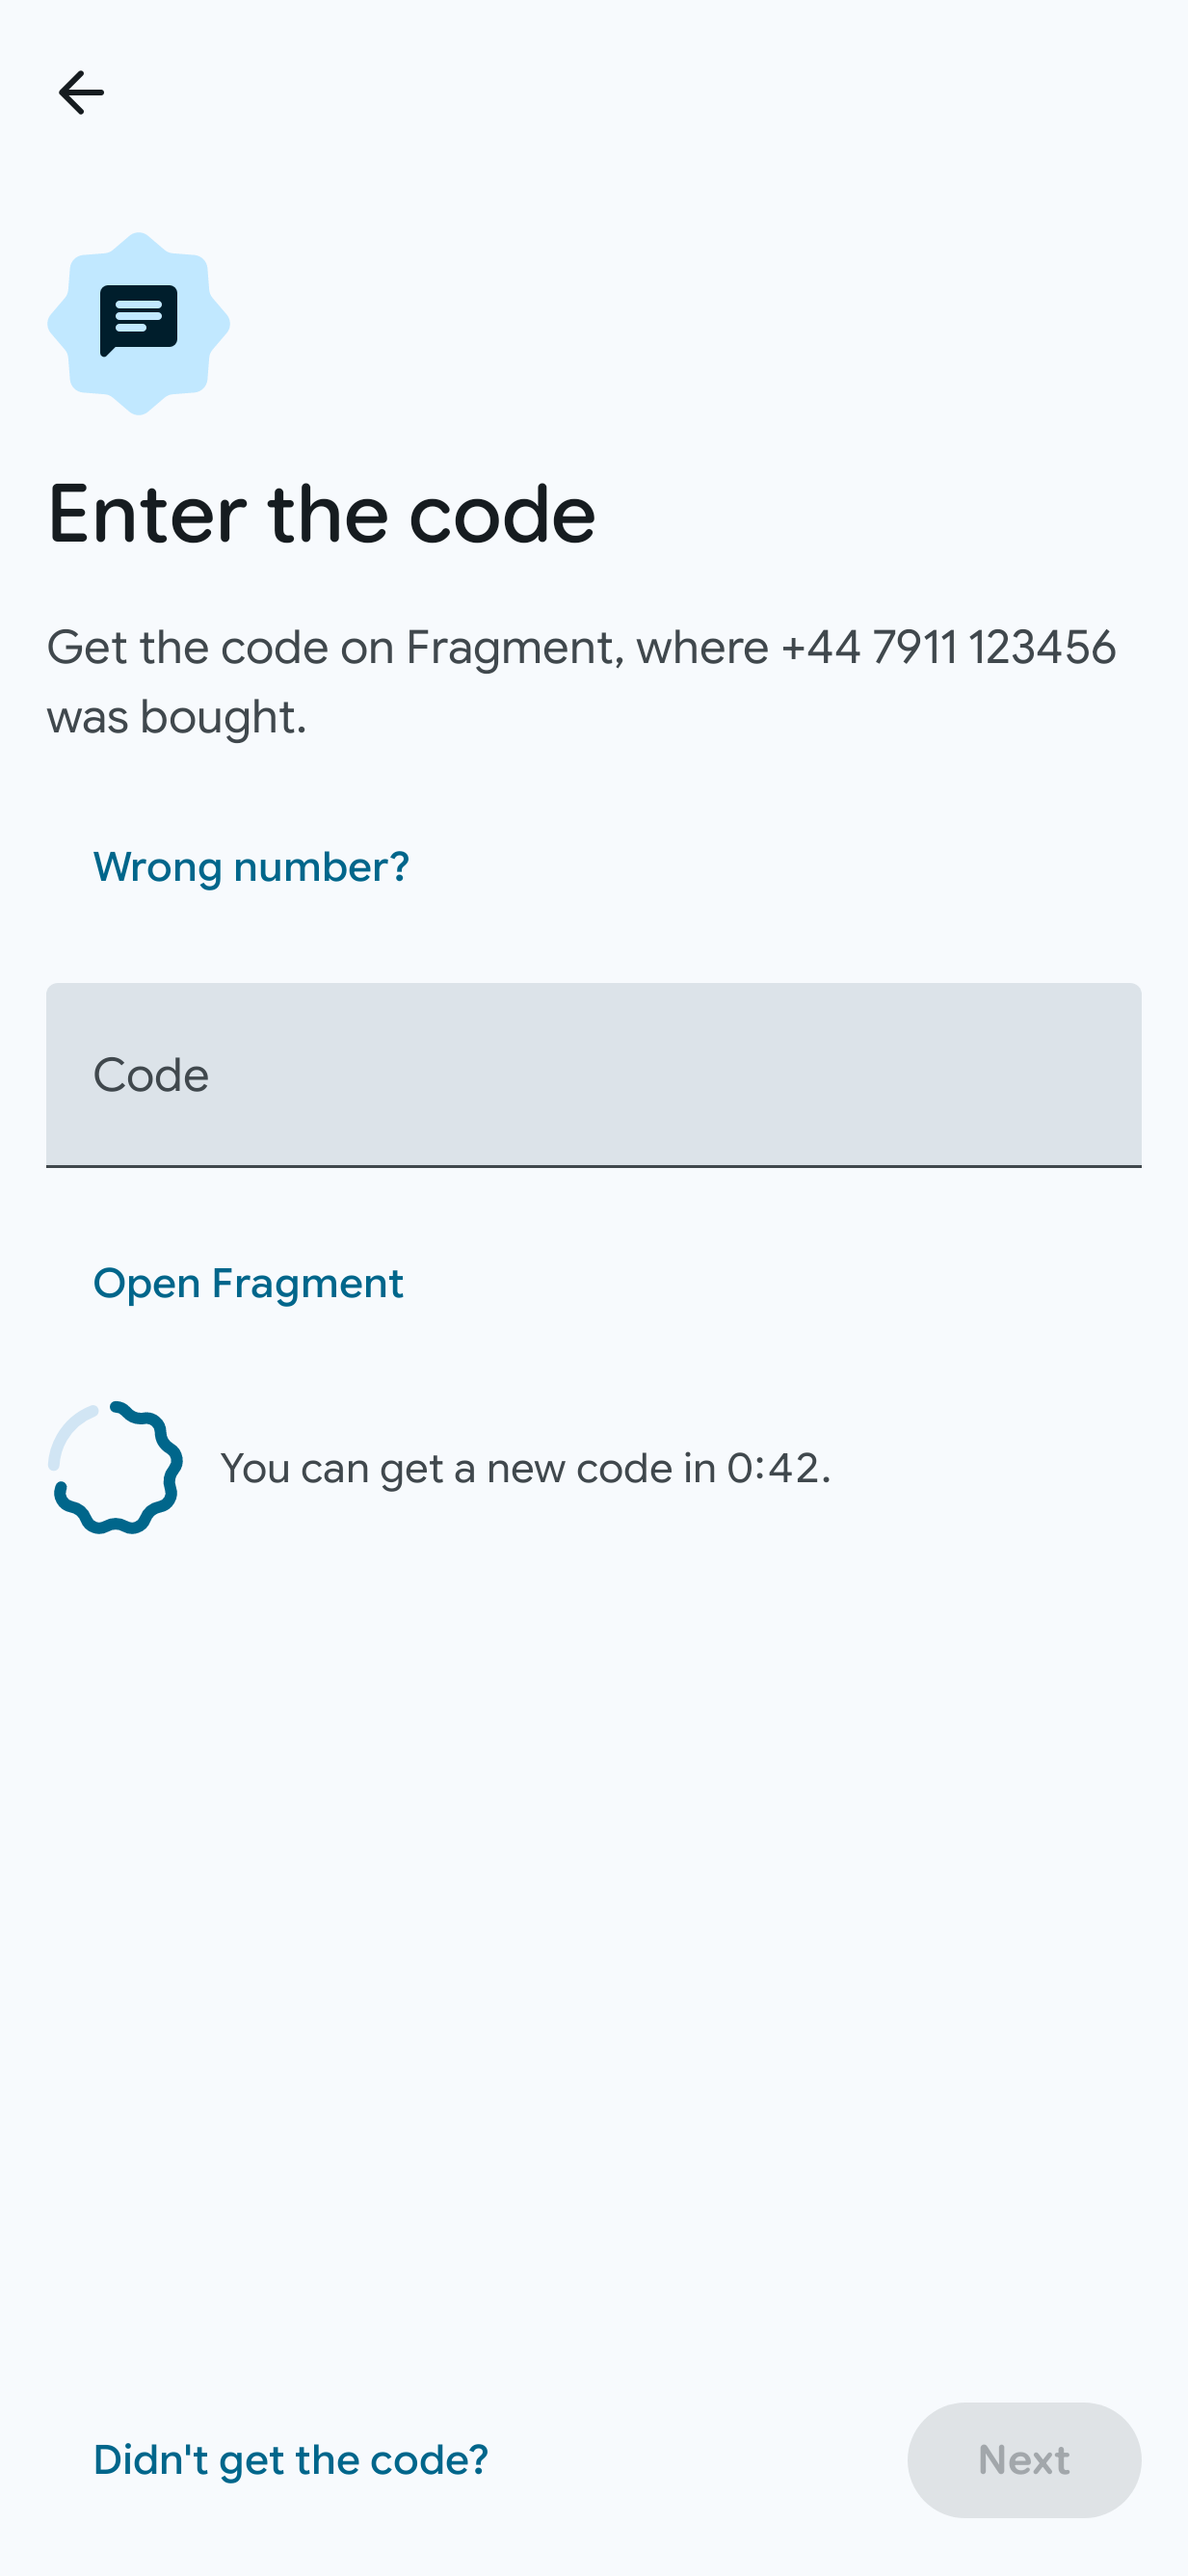 Enter the code
Get the code on Fragment, where +44 7911 123456
was bought.
Wrong number?
Code
Open Fragment
You can get a new code in 0:42.
Didn't get the code?
Next